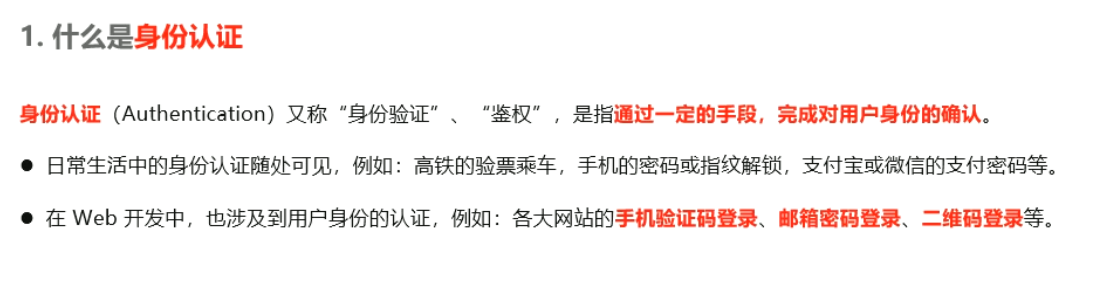 1. 什么是身份认证
身份认证（Authentication）又称“身份验证”、“鉴权”，是指通过一定的手段，完成对用户身份的确认。
● 日常生活中的身份认证随处可见，例如：高铁的验票乘车，手机的密码或指纹解锁，支付宝或微信的支付密码等。
● 在 Web 开发中，也涉及到用户身份的认证，例如：各大网站的手机验证码登录、邮箱密码登录、二维码登录等。